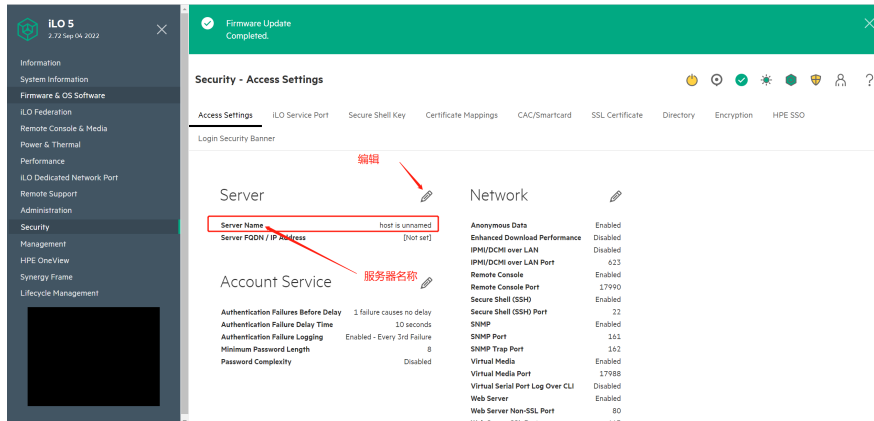 iLO 5
2.72 Sep 04 2022
Firmware Update
Completed.
Information
System Information
Firmware & OS Software
iLO Federation
Remote Console & Media
Power & Thermal
Performance
iLO Dedicated Network Port
Remote Support
Administration
Security
Management
HPE OneView
Synergy Frame
Lifecycle Management
Security - Access Settings
?
Access Settings iLO Service Port Secure Shell Key Certificate Mappings CAC/Smartcard SSL Certificate Directory Encryption HPE SSO
Login Security Banner
编辑
Server
Server Name host is unnamed
Server FQDN / IP Address [Not set]
服务器名称
Account Service
Authentication Failures Before Delay 1 failure causes no delay
Authentication Failure Delay Time 10 seconds
Authentication Failure Logging Enabled - Every 3rd Failure
Minimum Password Length 8
Password Complexity Disabled
Network
Anonymous Data Enabled
Enhanced Download Performance Disabled
IPMI/DCMI over LAN Disabled
IPMI/DCMI over LAN Port 623
Remote Console Enabled
Remote Console Port 17990
Secure Shell (SSH) Enabled
Secure Shell (SSH) Port 22
SNMP Enabled
SNMP Port 161
SNMP Trap Port 162
Virtual Media Enabled
Virtual Media Port 17988
Virtual Serial Port Log Over CLI Disabled
Web Server Enabled
Web Server Non-SSL Port 80